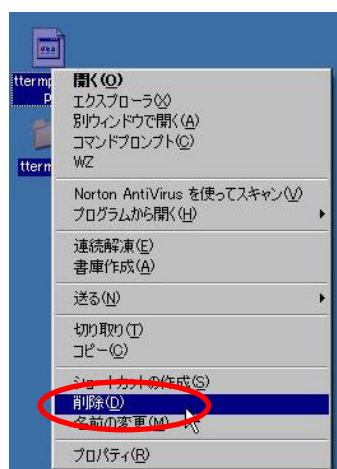 ttermp
p
ttern
開く(O)
エクスプローラ(X)
別ウィンドウで開く(A)
コマンドプロンプト(C)
WZ
Norton AntiVirus を使ってスキャン(V)
プログラムから開く(H)
連続解凍(E)
書庫作成(A)
送る(N)
切り取り(T)
コピー(C)
ショートカットの作成(S)
削除(D)
名前の変更(M)
プロパティ(R)